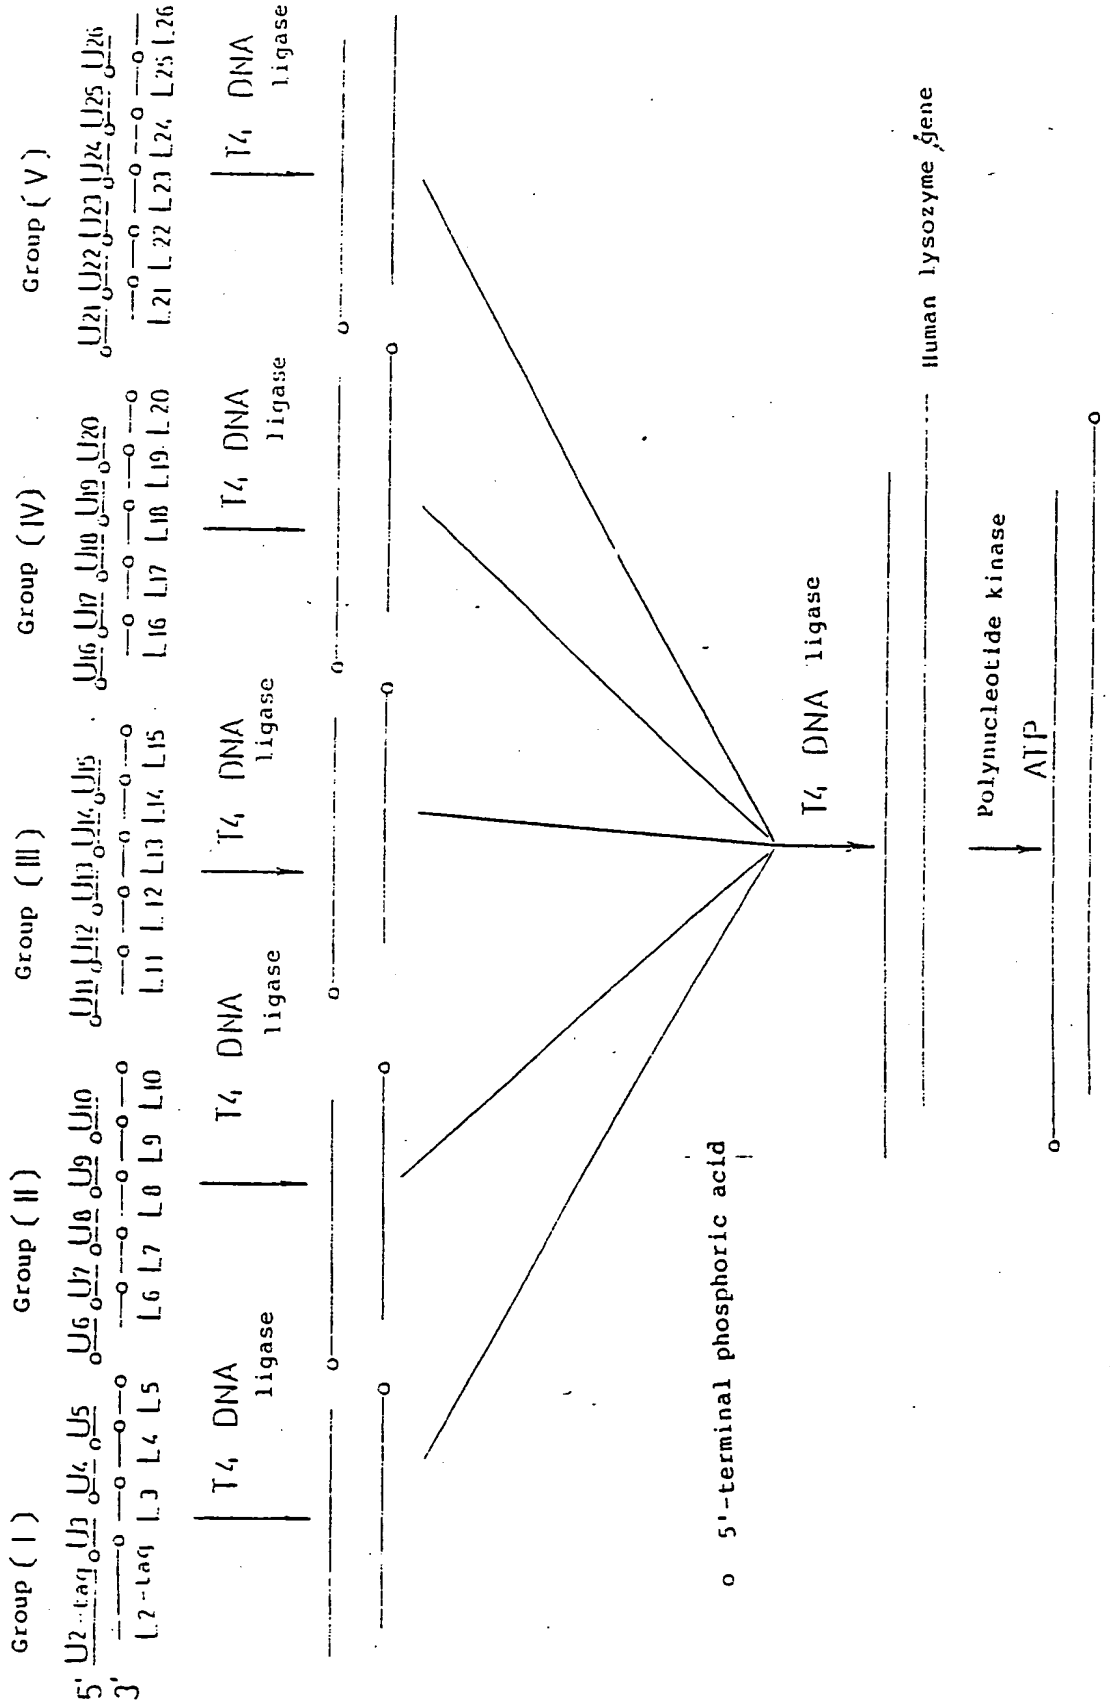 Group (I) Group (II) Group (III) Group (IV) Group (V)
5' U2-taq U3 U4 U5 U6 U7 U8 U9 U10 U11 U12 U13 U14 U15 U16 U17 U18 U19 U20 U21 U22 U23 U24 U25 U26
3'
L2-taq L3 L4 L5 L6 L7 L8 L9 L10 L11 L12 L13 L14 L15 L16 L17 L18 L19 L20 L21 L22 L23 L24 L25 L26
T4 DNA T4 DNA T4 DNA T4 DNA T4 DNA
ligase ligase ligase ligase ligase
o 5'-terminal phosphoric acid
T4 DNA ligase
Human lysozyme gene
Polynucleotide kinase
ATP